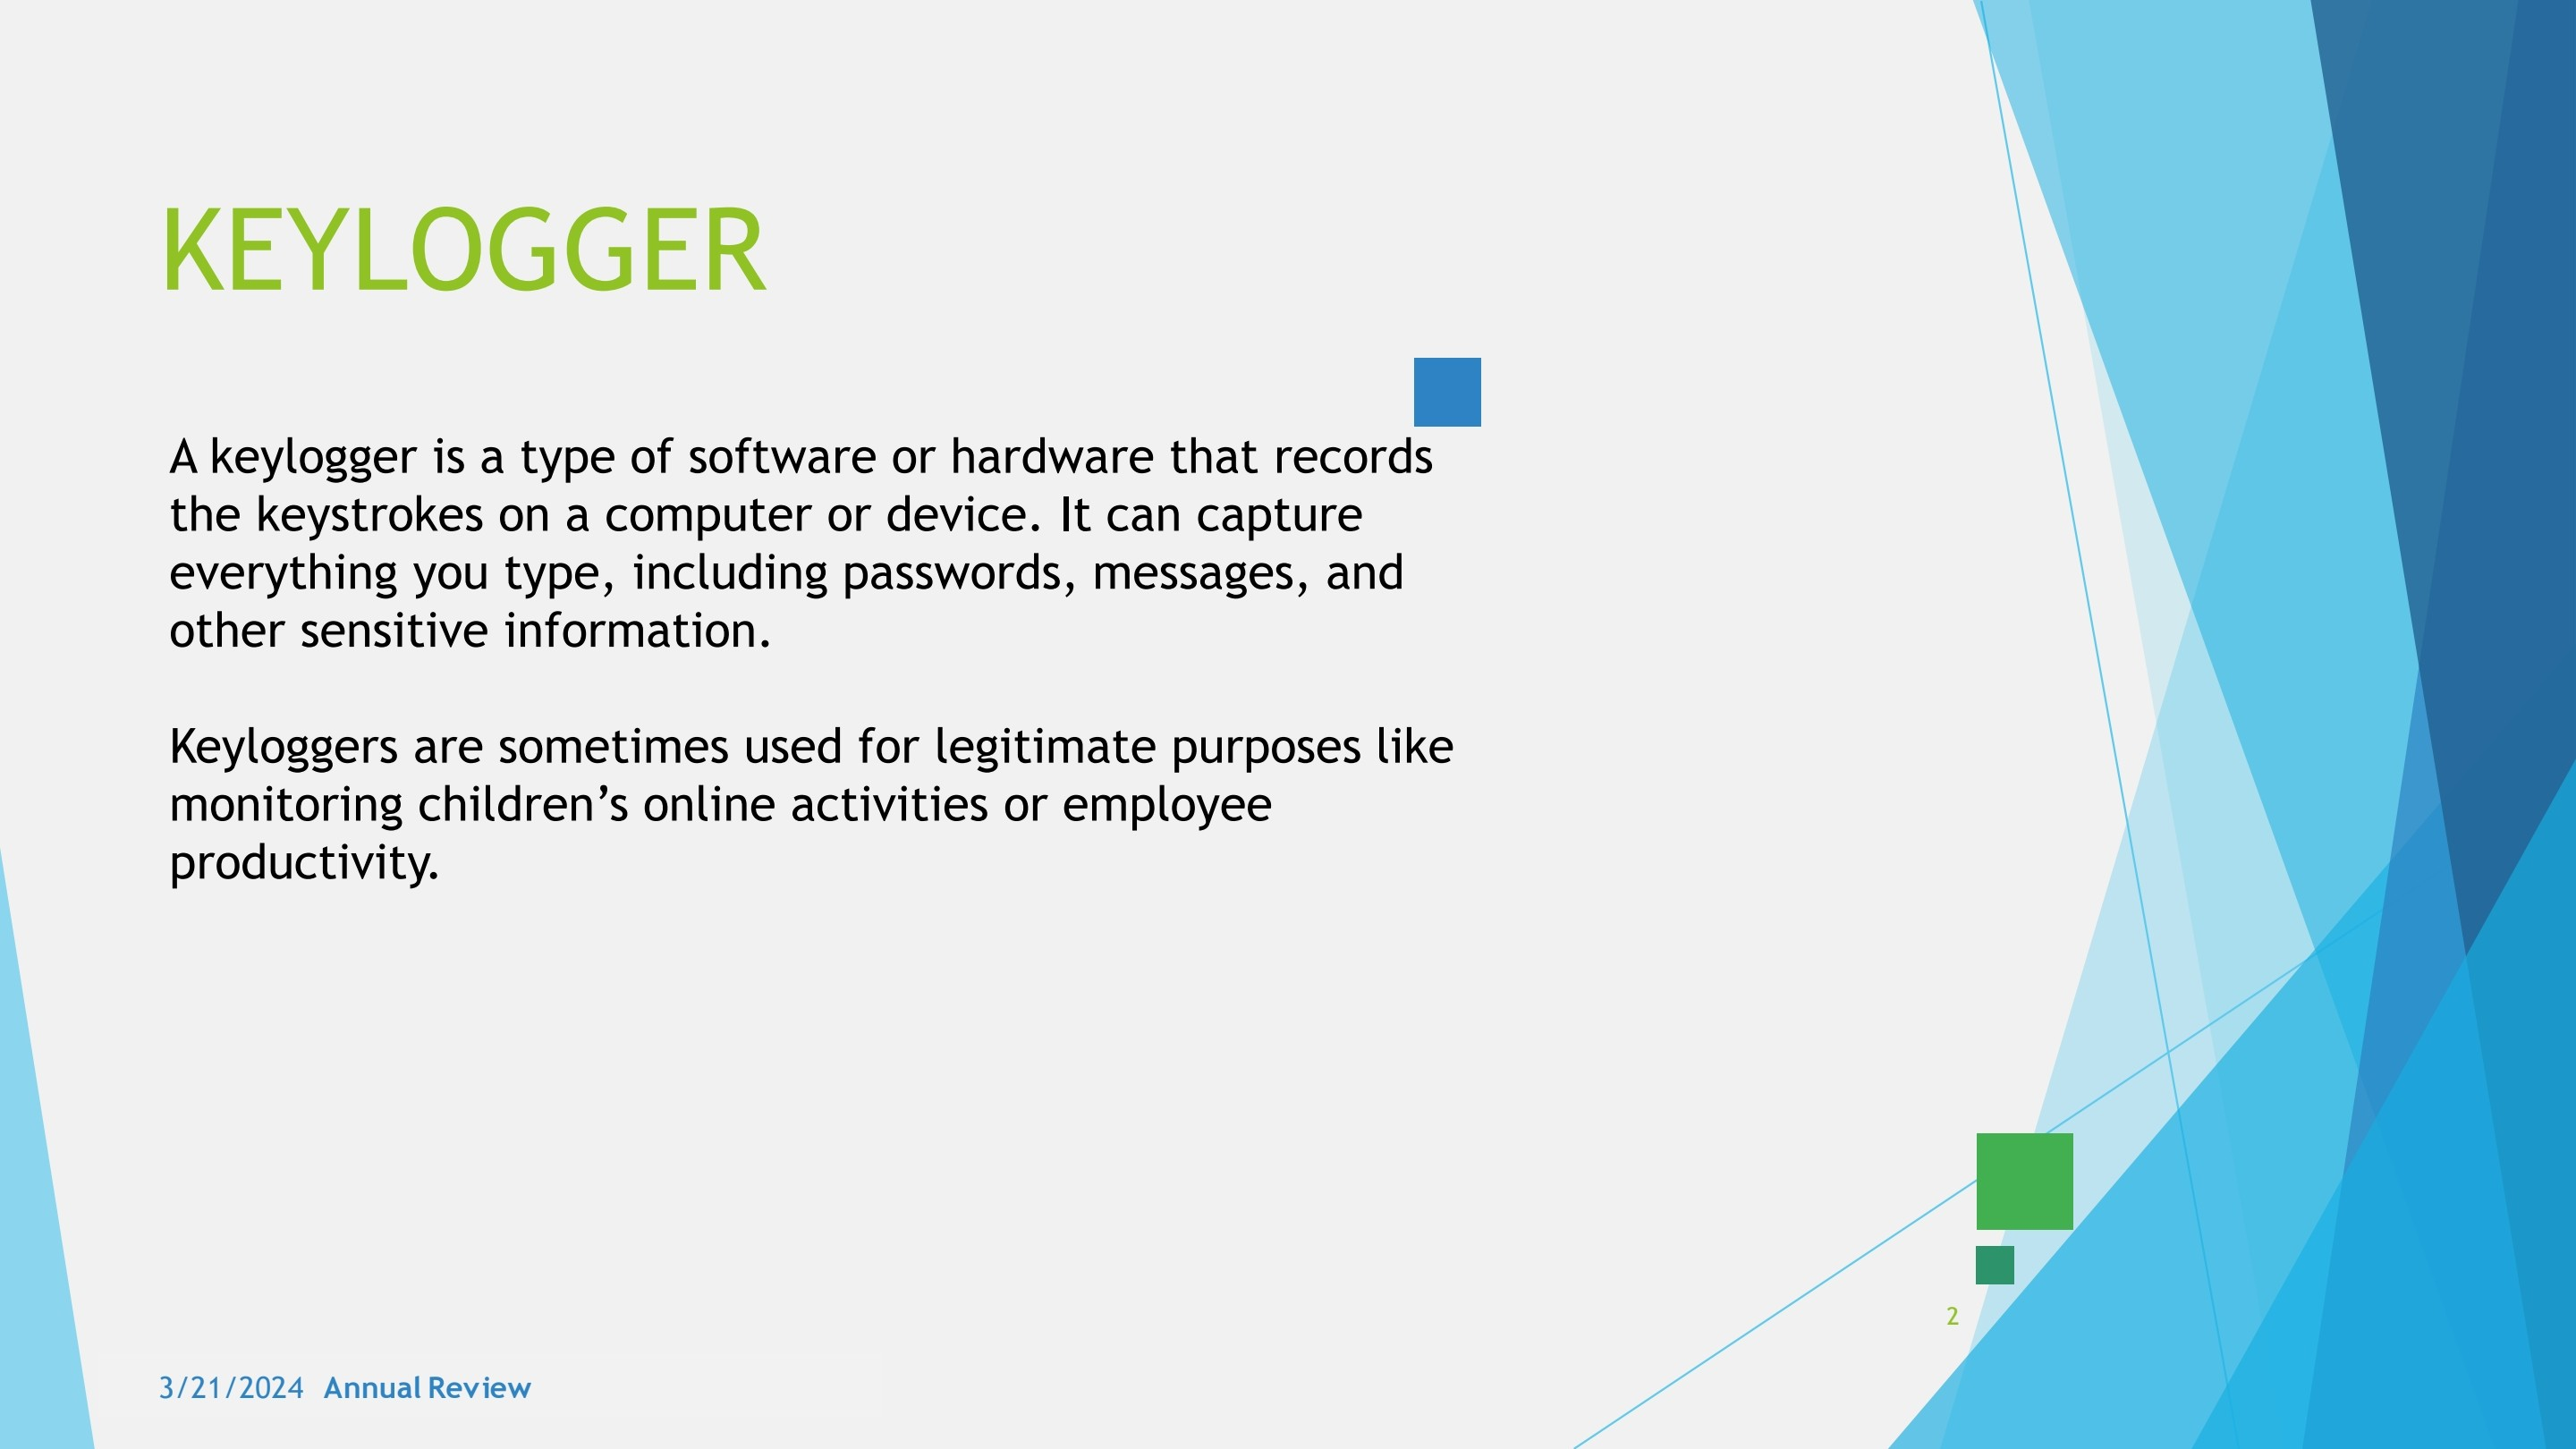 KEYLOGGER
A keylogger is a type of software or hardware that records
the keystrokes on a computer or device. It can capture
everything you type, including passwords, messages, and
other sensitive information.
Keyloggers are sometimes used for legitimate purposes like
monitoring children’s online activities or employee
productivity.
2
3/21/2024 Annual Review